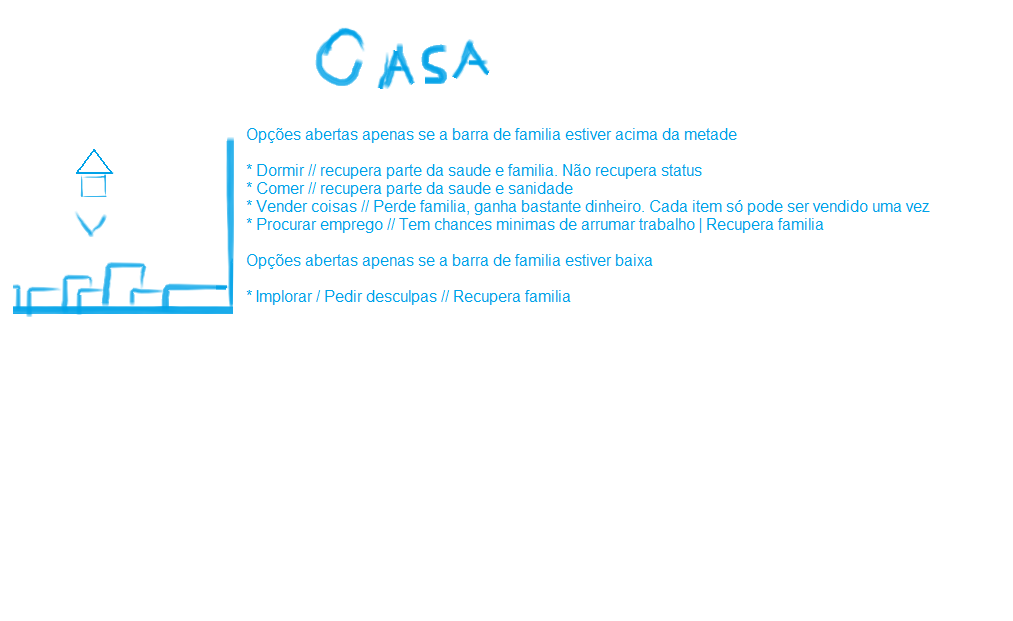 CASA
Opções abertas apenas se a barra de familia estiver acima da metade
* Dormir // recupera parte da saude e familia. Não recupera status
* Comer // recupera parte da saude e sanidade
* Vender coisas // Perde familia, ganha bastante dinheiro. Cada item só pode ser vendido uma vez
* Procurar emprego // Tem chances minimas de arrumar trabalho | Recupera familia
Opções abertas apenas se a barra de familia estiver baixa
* Implorar / Pedir desculpas // Recupera familia